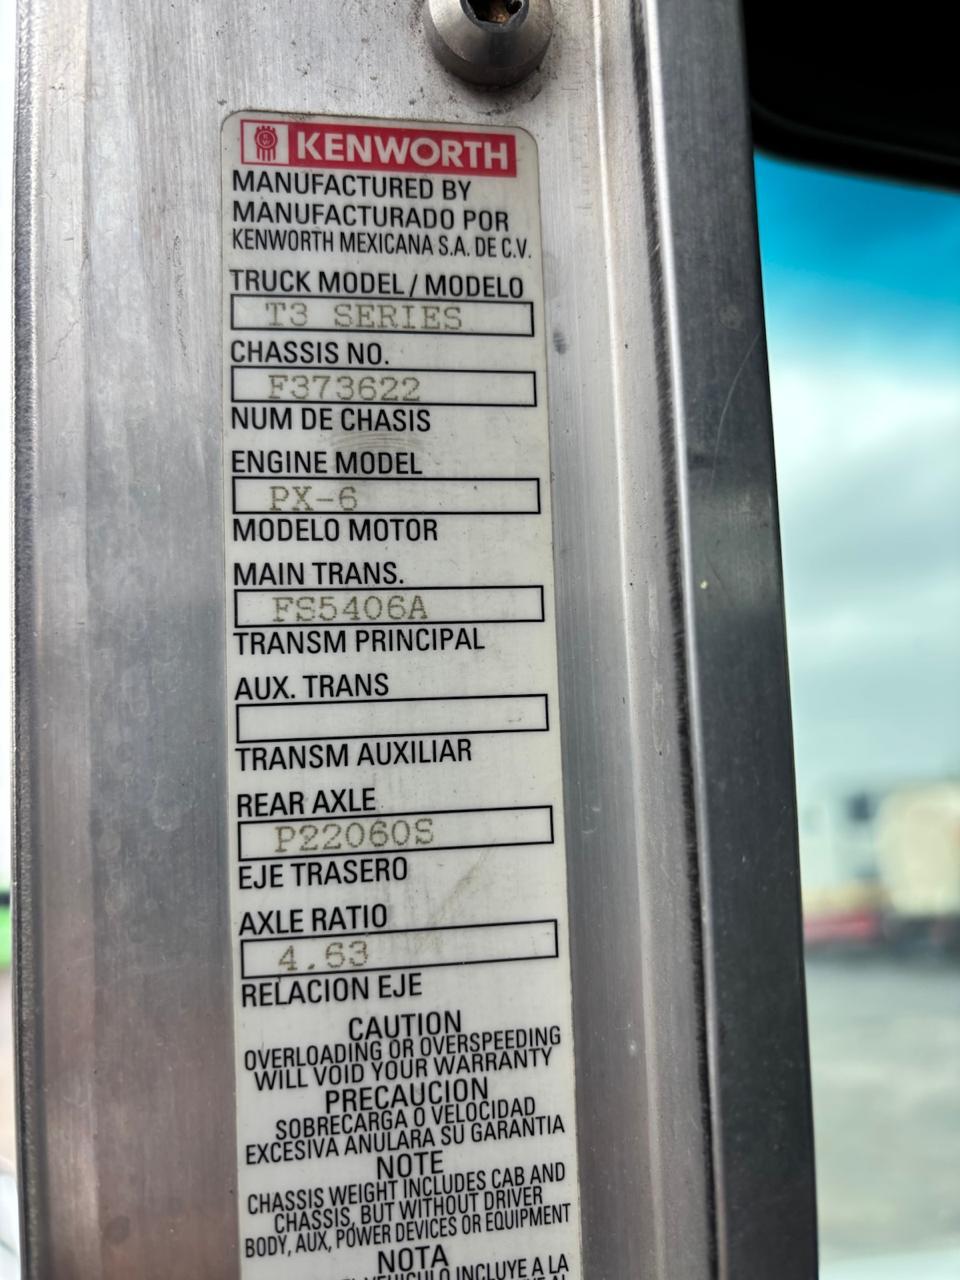 KENWORTH
MANUFACTURED BY
MANUFACTURADO POR
KENWORTH MEXICANA S.A. DE C.V.
TRUCK MODEL / MODELO
T3 SERIES
CHASSIS NO.
F373622
NUM DE CHASIS
ENGINE MODEL
PX-6
MODELO MOTOR
MAIN TRANS.
FS5406A
TRANSM PRINCIPAL
AUX. TRANS
TRANSM AUXILIAR
REAR AXLE
P22060S
EJE TRASERO
AXLE RATIO
4.63
RELACION EJE
CAUTION
OVERLOADING OR OVERSPEEDING
WILL VOID YOUR WARRANTY
PRECAUCION
SOBRECARGA O VELOCIDAD
EXCESIVA ANULARA SU GARANTIA
NOTE
CHASSIS WEIGHT INCLUDES CAB AND
CHASSIS, BUT WITHOUT DRIVER
BODY, AUX, POWER DEVICES OR EQUIPMENT
NOTA
VEHICULO INCLUYE A LA